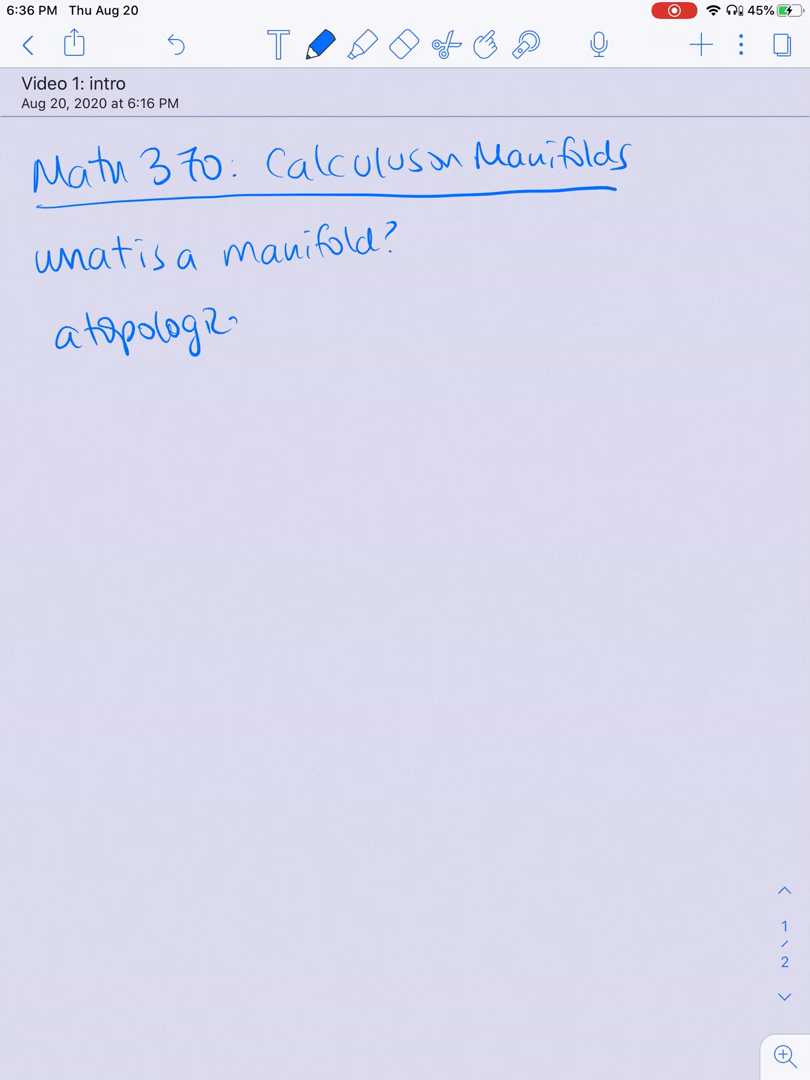 6:36 PM Thu Aug 20 45%
Video 1: intro
Aug 20, 2020 at 6:16 PM
Math 370: Calculus on Manifolds
what is a manifold?
a topologi
1
/
2